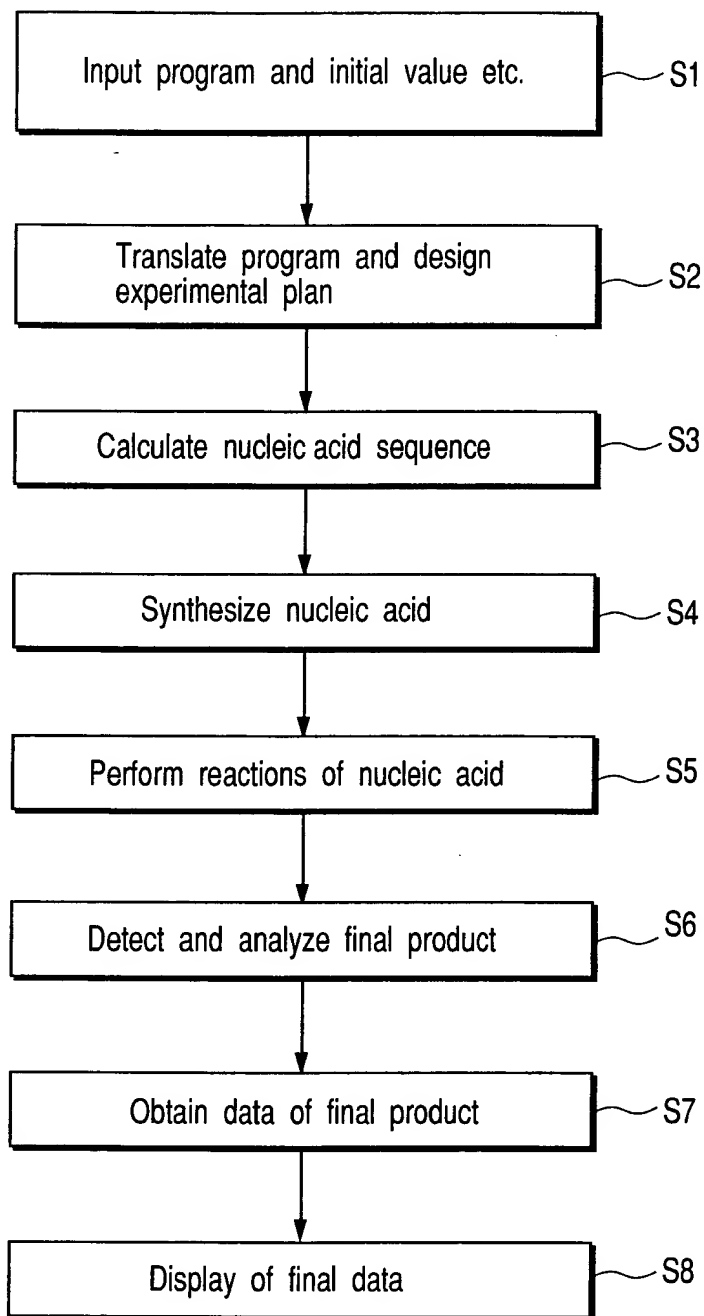 Input program and initial value etc.
S1
Translate program and design
experimental plan
S2
Calculate nucleic acid sequence
S3
Synthesize nucleic acid
S4
Perform reactions of nucleic acid
S5
Detect and analyze final product
S6
Obtain data of final product
S7
Display of final data
S8